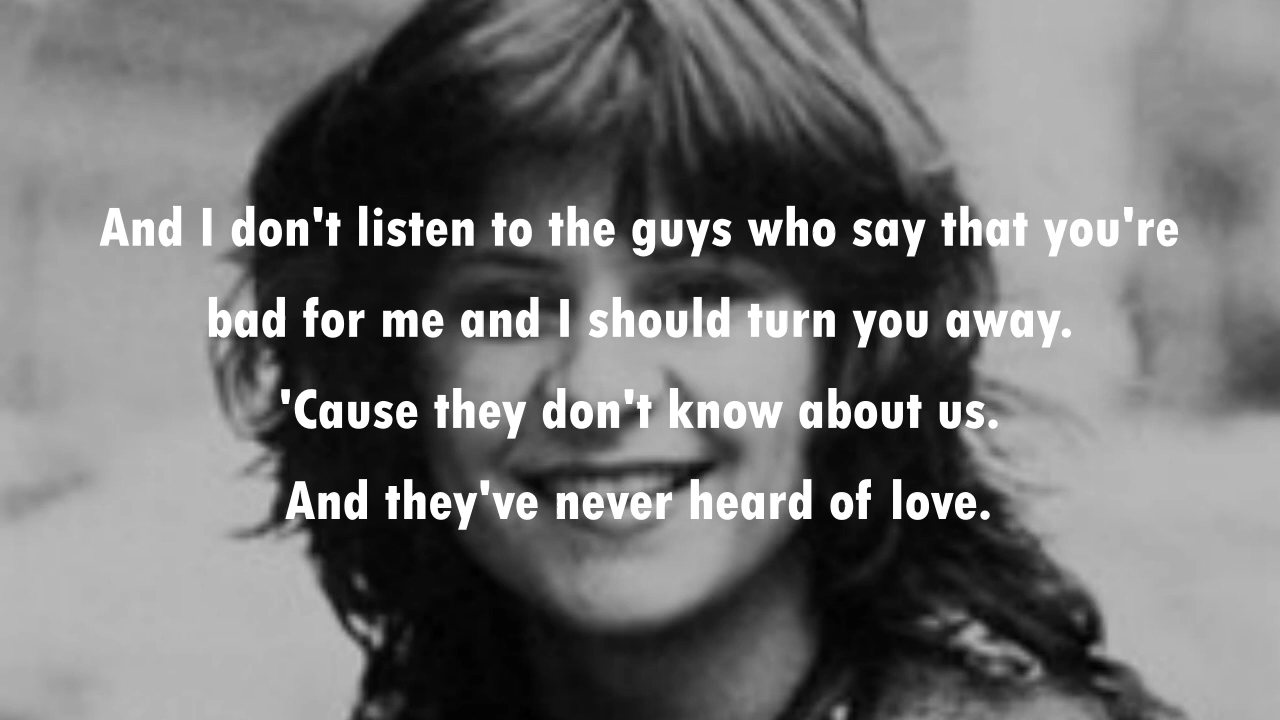 And I don't listen to the guys who say that you're
bad for me and I should turn you away.
'Cause they don't know about us.
And they've never heard of love.